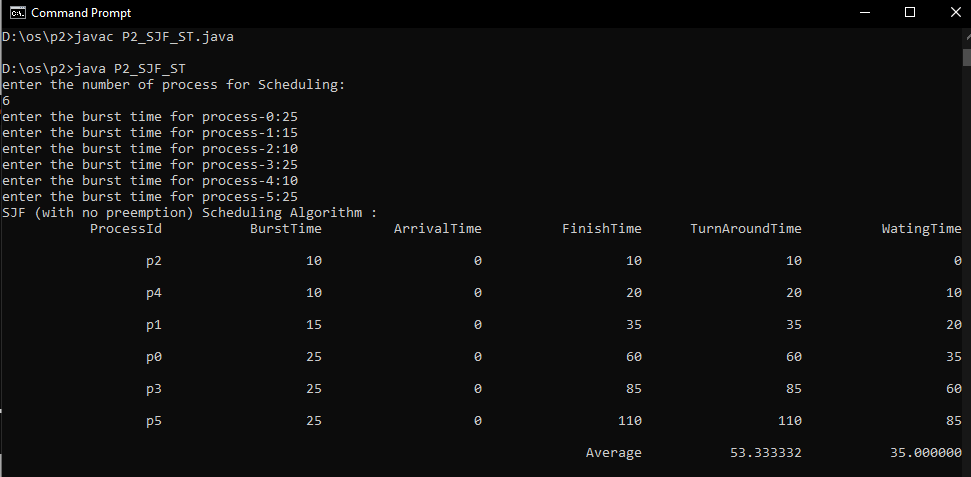 Command Prompt
D:\os\p2>javac P2_SJF_ST.java
D:\os\p2>java P2_SJF_ST
enter the number of process for Scheduling:
6
enter the burst time for process-0:25
enter the burst time for process-1:15
enter the burst time for process-2:10
enter the burst time for process-3:25
enter the burst time for process-4:10
enter the burst time for process-5:25
SJF (with no preemption) Scheduling Algorithm :
ProcessId BurstTime ArrivalTime FinishTime TurnAroundTime WatingTime
p2 10 0 10 10 0
p4 10 0 20 20 10
p1 15 0 35 35 20
p0 25 0 60 60 35
p3 25 0 85 85 60
p5 25 0 110 110 85
Average 53.333332 35.000000